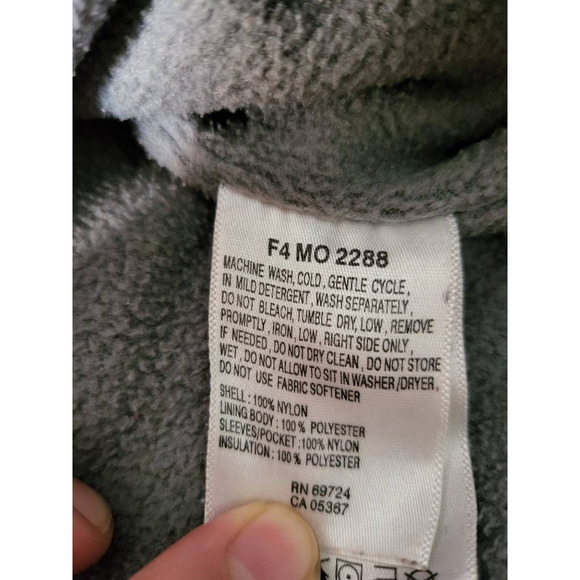 F4 MO 2288
MACHINE WASH, COLD, GENTLE CYCLE,
IN MILD DETERGENT, WASH SEPARATELY,
DO NOT BLEACH, TUMBLE DRY, LOW, REMOVE
PROMPTLY, IRON, LOW, RIGHT SIDE ONLY,
IF NEEDED, DO NOT DRY CLEAN, DO NOT STORE
WET, DO NOT ALLOW TO SIT IN WASHER/DRYER,
DO NOT USE FABRIC SOFTENER
SHELL: 100% NYLON
LINING BODY: 100% POLYESTER
SLEEVES/POCKET: 100% NYLON
INSULATION: 100% POLYESTER
RN 69724
CA 05367